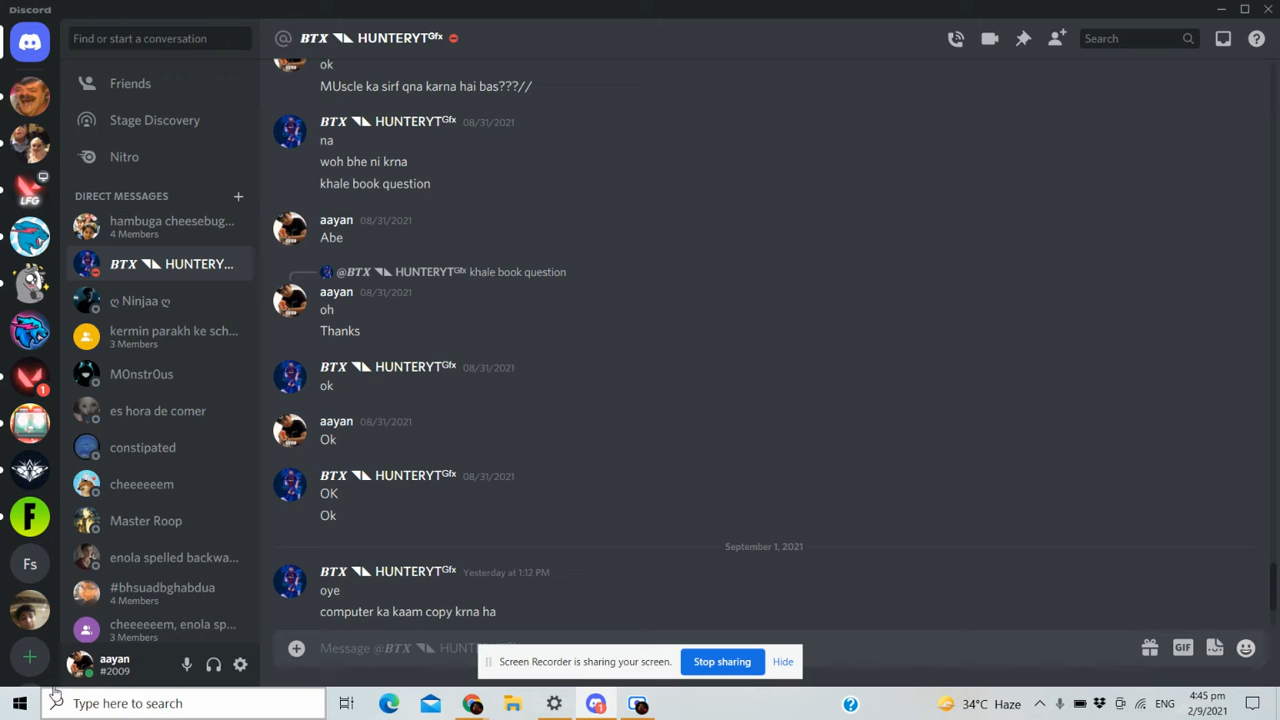 Discord
Find or start a conversation
Friends
Stage Discovery
Nitro
DIRECT MESSAGES
hambuga cheesebug...
4 Members
BTX ◥◣ HUNTERY...
ღ Ninjaa ღ
kermin parakh ke sch...
3 Members
M0nstr0us
es hora de comer
constipated
cheeeeeem
Master Roop
enola spelled backwa...
#bhsuadbghabdua
4 Members
cheeeeeem, enola sp...
3 Members
aayan
#2009
LFG
1
Fs
@ BTX ◥◣ HUNTERYTᴳᶠˣ
Search
ok
MUscle ka sirf qna karna hai bas???//
BTX ◥◣ HUNTERYTᴳᶠˣ 08/31/2021
na
woh bhe ni krna
khale book question
aayan 08/31/2021
Abe
@BTX ◥◣ HUNTERYTᴳᶠˣ khale book question
aayan 08/31/2021
oh
Thanks
BTX ◥◣ HUNTERYTᴳᶠˣ 08/31/2021
ok
aayan 08/31/2021
Ok
BTX ◥◣ HUNTERYTᴳᶠˣ 08/31/2021
OK
Ok
September 1, 2021
BTX ◥◣ HUNTERYTᴳᶠˣ Yesterday at 1:12 PM
oye
computer ka kaam copy krna ha
Message @BTX ◥◣ HUNT
GIF
Screen Recorder is sharing your screen. Stop sharing Hide
Type here to search
34°C Haze
ENG
4:45 pm
2/9/2021